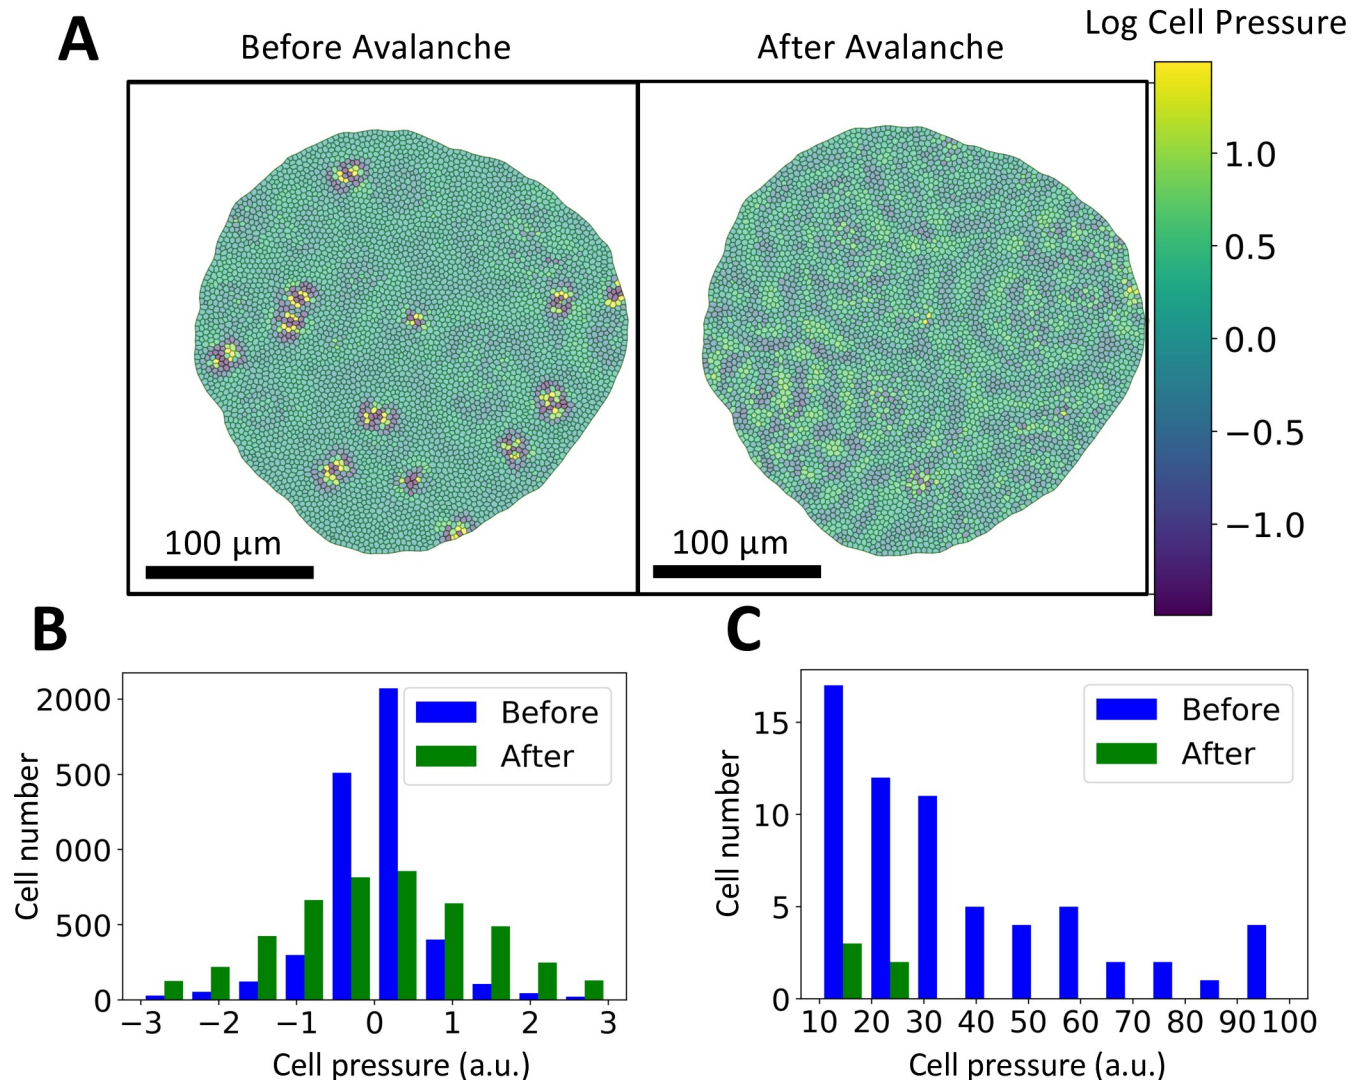 A
Before Avalanche
After Avalanche
Log Cell Pressure
1.0
0.5
0.0
−0.5
−1.0
100 µm
100 µm
B
2000
500
000
500
0
Cell number
Before
After
−3 −2 −1 0 1 2 3
Cell pressure (a.u.)
C
15
10
5
0
Cell number
Before
After
10 20 30 40 50 60 70 80 90 100
Cell pressure (a.u.)